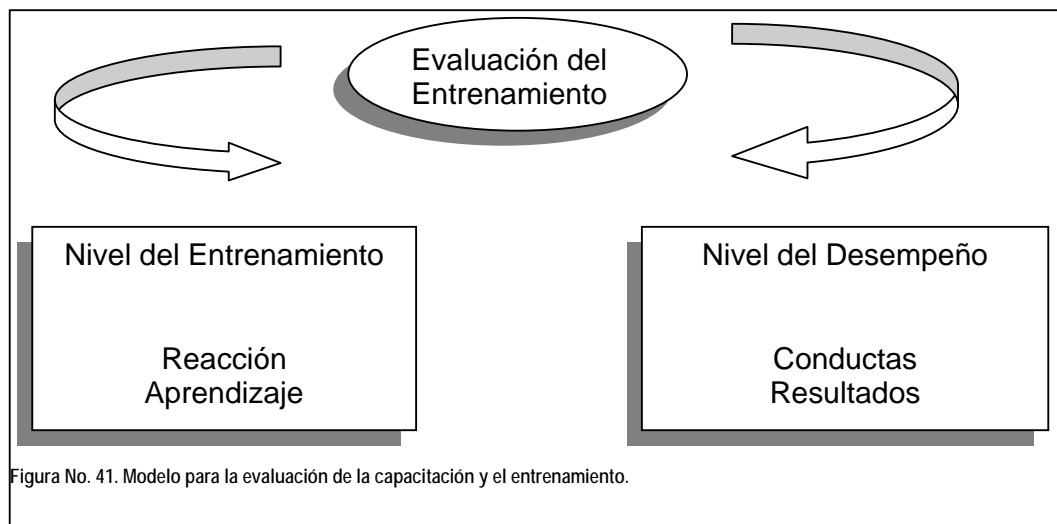 Evaluación del
Entrenamiento
Nivel del Entrenamiento
Reacción
Aprendizaje
Nivel del Desempeño
Conductas
Resultados
Figura No. 41. Modelo para la evaluación de la capacitación y el entrenamiento.